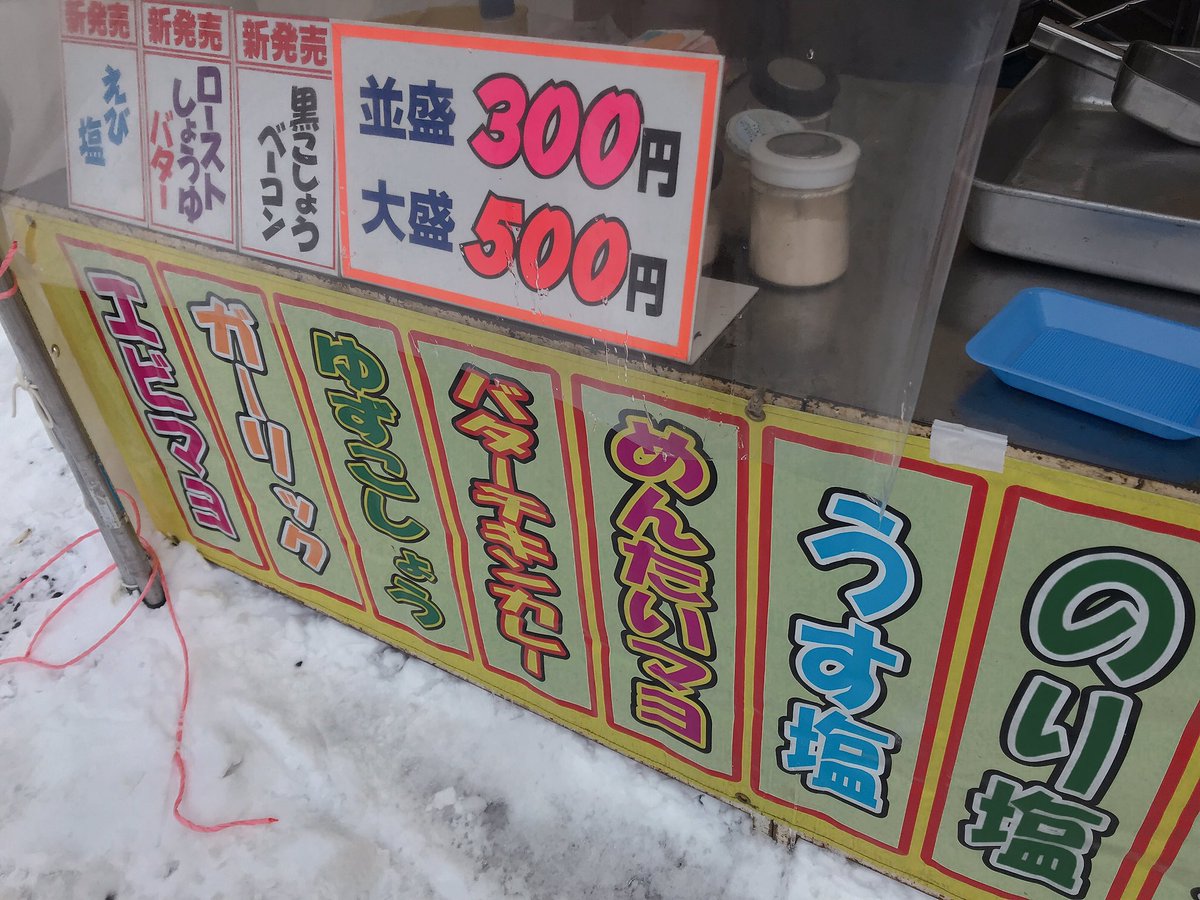 新発売
えび
塩
新発売
ロースト
しょうゆ
バター
新発売
黒こしょう
ベーコン
並盛 300円
大盛 500円
エビマヨ
ガーリック
ゆずこしょう
バターチキンカレー
めんたいマヨ
うす塩
のり塩